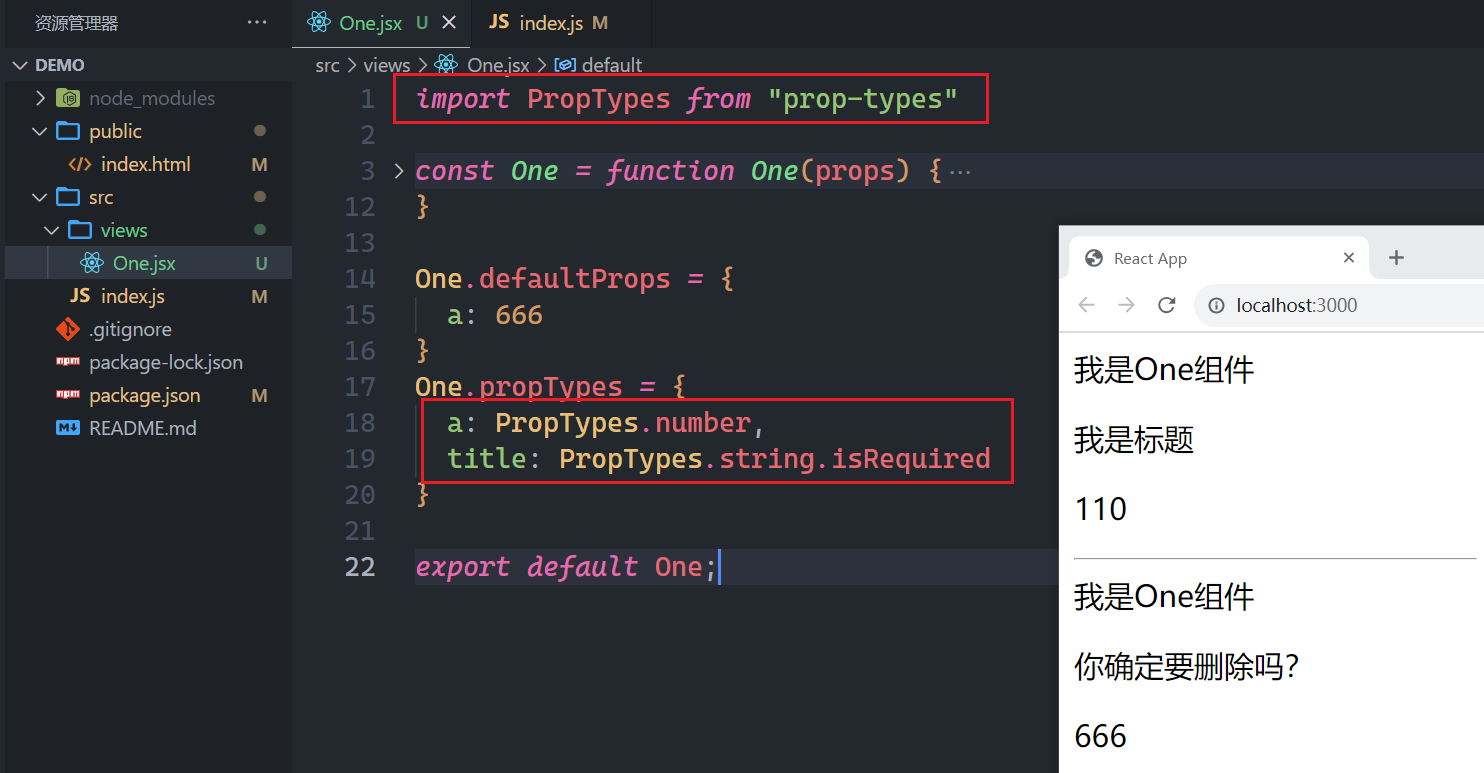 资源管理器 ···
DEMO
node_modules
public
index.html M
src
views
One.jsx U
JS index.js M
.gitignore
npm package-lock.json
npm package.json M
README.md
One.jsx U JS index.js M
src views One.jsx default
1 import PropTypes from "prop-types"
2
3 const One = function One(props) {···
12 }
13
14 One.defaultProps = {
15 a: 666
16 }
17 One.propTypes = {
18 a: PropTypes.number,
19 title: PropTypes.string.isRequired
20 }
21
22 export default One;
React App
localhost:3000
我是One组件
我是标题
110
我是One组件
你确定要删除吗?
666